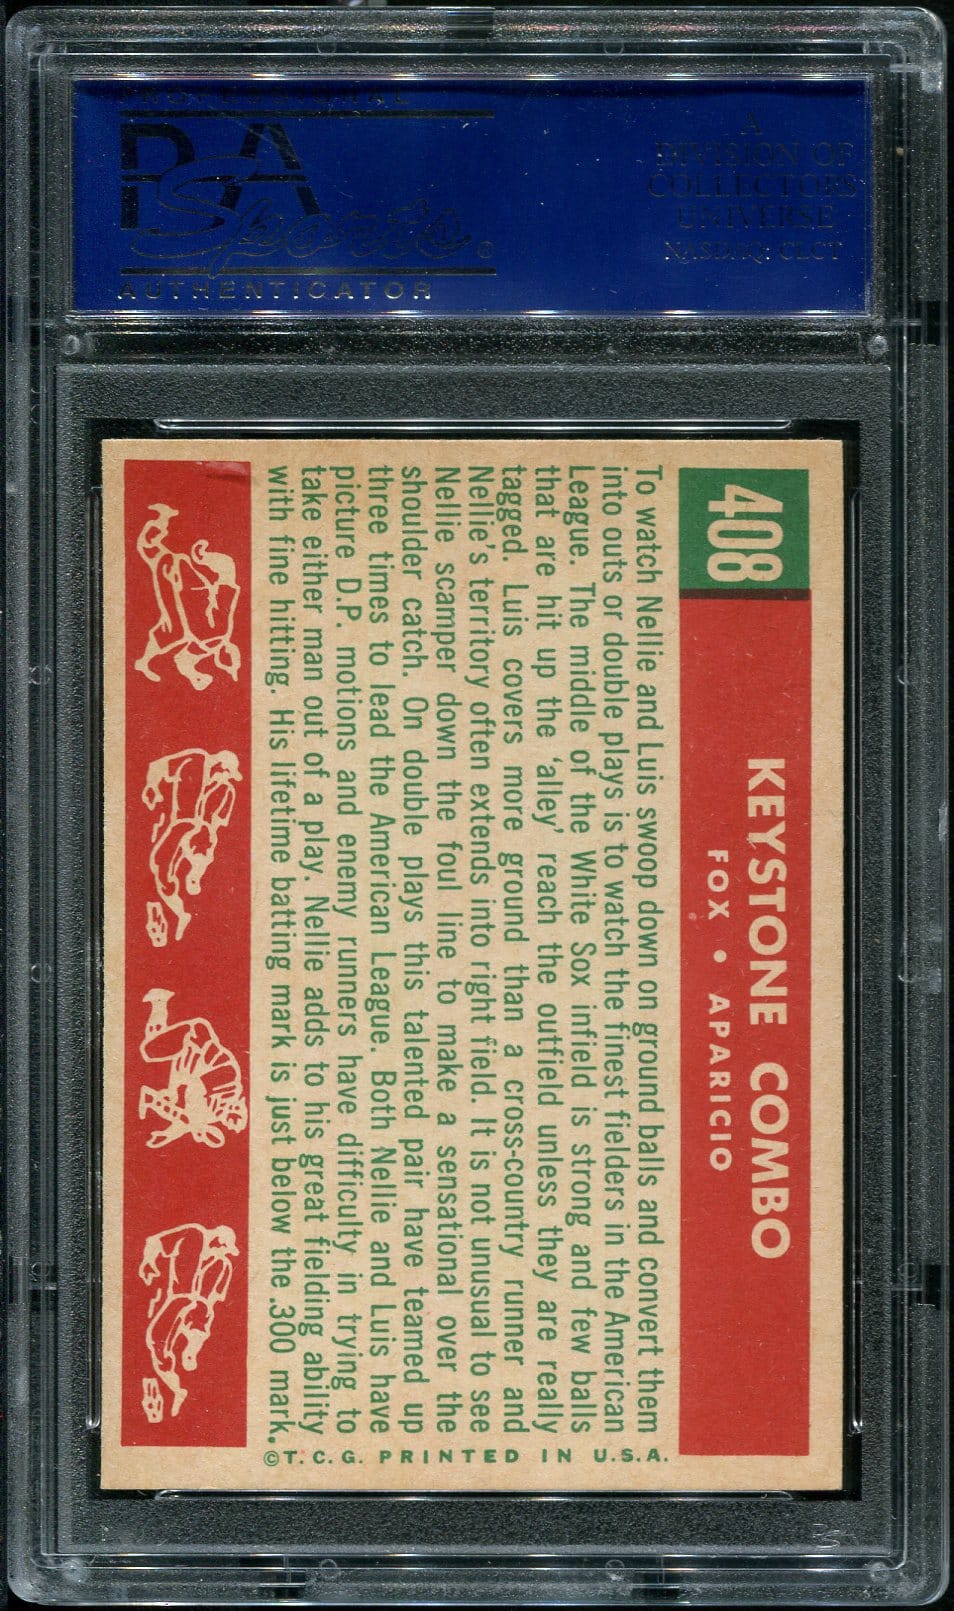 PROFESSIONAL
PSA
Sports®
AUTHENTICATOR
A
DIVISION OF
COLLECTORS
UNIVERSE
NASDAQ: CLCT
408
KEYSTONE COMBO
FOX • APARICIO
To watch Nellie and Luis swoop down on ground balls and convert them
into outs or double plays is to watch the finest fielders in the American
League. The middle of the White Sox infield is strong and few balls
that are hit up the 'alley' reach the outfield unless they are really
tagged. Luis covers more ground than a cross-country runner and
Nellie's territory often extends into right field. It is not unusual to see
Nellie scamper down the foul line to make a sensational over the
shoulder catch. On double plays this talented pair have teamed up
three times to lead the American League. Both Nellie and Luis have
picture D.P. motions and enemy runners have difficulty in trying to
take either man out of a play. Nellie adds to his great fielding ability
with fine hitting. His lifetime batting mark is just below the .300 mark.
©T.C.G. PRINTED IN U.S.A.